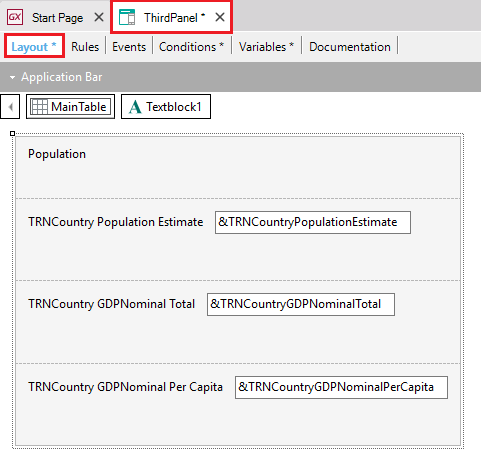 GX Start Page ThirdPanel *
Layout * Rules Events Conditions * Variables * Documentation
Application Bar
MainTable A Textblock1
Population
TRNCountry Population Estimate &TRNCountryPopulationEstimate
TRNCountry GDPNominal Total &TRNCountryGDPNominalTotal
TRNCountry GDPNominal Per Capita &TRNCountryGDPNominalPerCapita